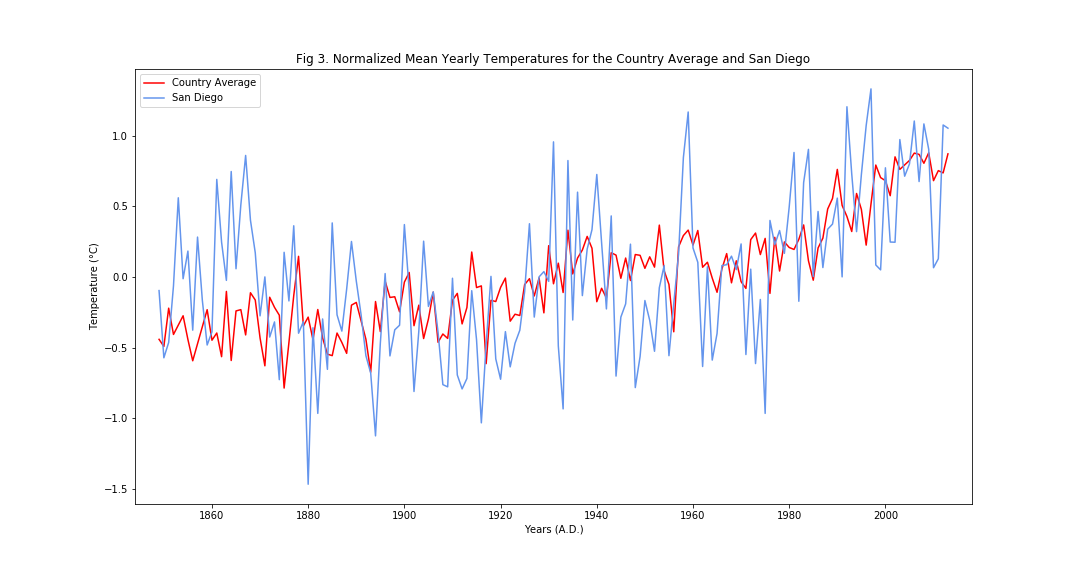 Fig 3. Normalized Mean Yearly Temperatures for the Country Average and San Diego
Country Average
San Diego
Temperature (°C)
1.0
0.5
0.0
−0.5
−1.0
−1.5
1860 1880 1900 1920 1940 1960 1980 2000
Years (A.D.)